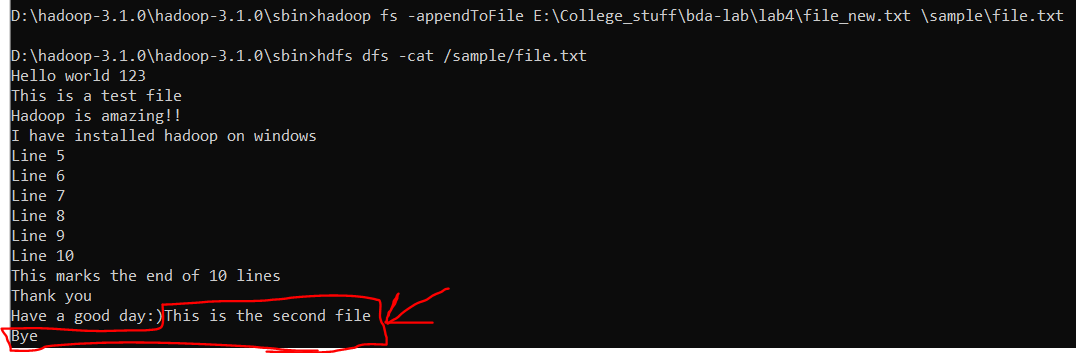 D:\hadoop-3.1.0\hadoop-3.1.0\sbin>hadoop fs -appendToFile E:\College_stuff\bda-lab\lab4\file_new.txt \sample\file.txt
D:\hadoop-3.1.0\hadoop-3.1.0\sbin>hdfs dfs -cat /sample/file.txt
Hello world 123
This is a test file
Hadoop is amazing!!
I have installed hadoop on windows
Line 5
Line 6
Line 7
Line 8
Line 9
Line 10
This marks the end of 10 lines
Thank you
Have a good day:)This is the second file
Bye